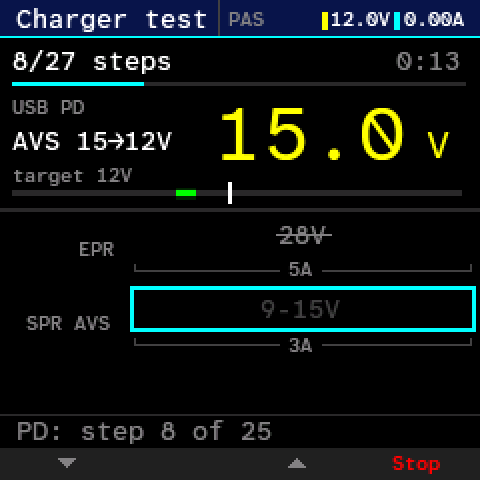 Charger test PAS 12.0V 0.00A
8/27 steps 0:13
USB PD
AVS 15→12V 15.0 V
target 12V
28V
EPR
5A
9-15V
SPR AVS
3A
PD: step 8 of 25
Stop